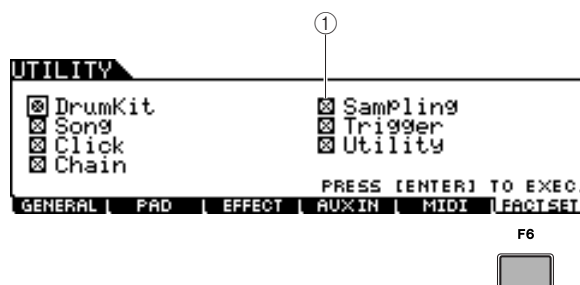 ①
UTILITY
DrumKit Sampling
Song Trigger
Click Utility
Chain
PRESS [ENTER] TO EXEC.
GENERAL PAD EFFECT AUXIN MIDI FACTSET
F6